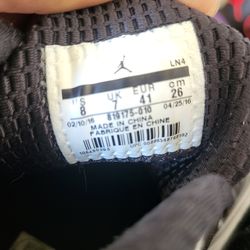 LN4
US UK EUR cm
8 7 41 26
02/10/16 819175-010 04/25/16
MADE IN CHINA
FABRIQUE EN CHINE